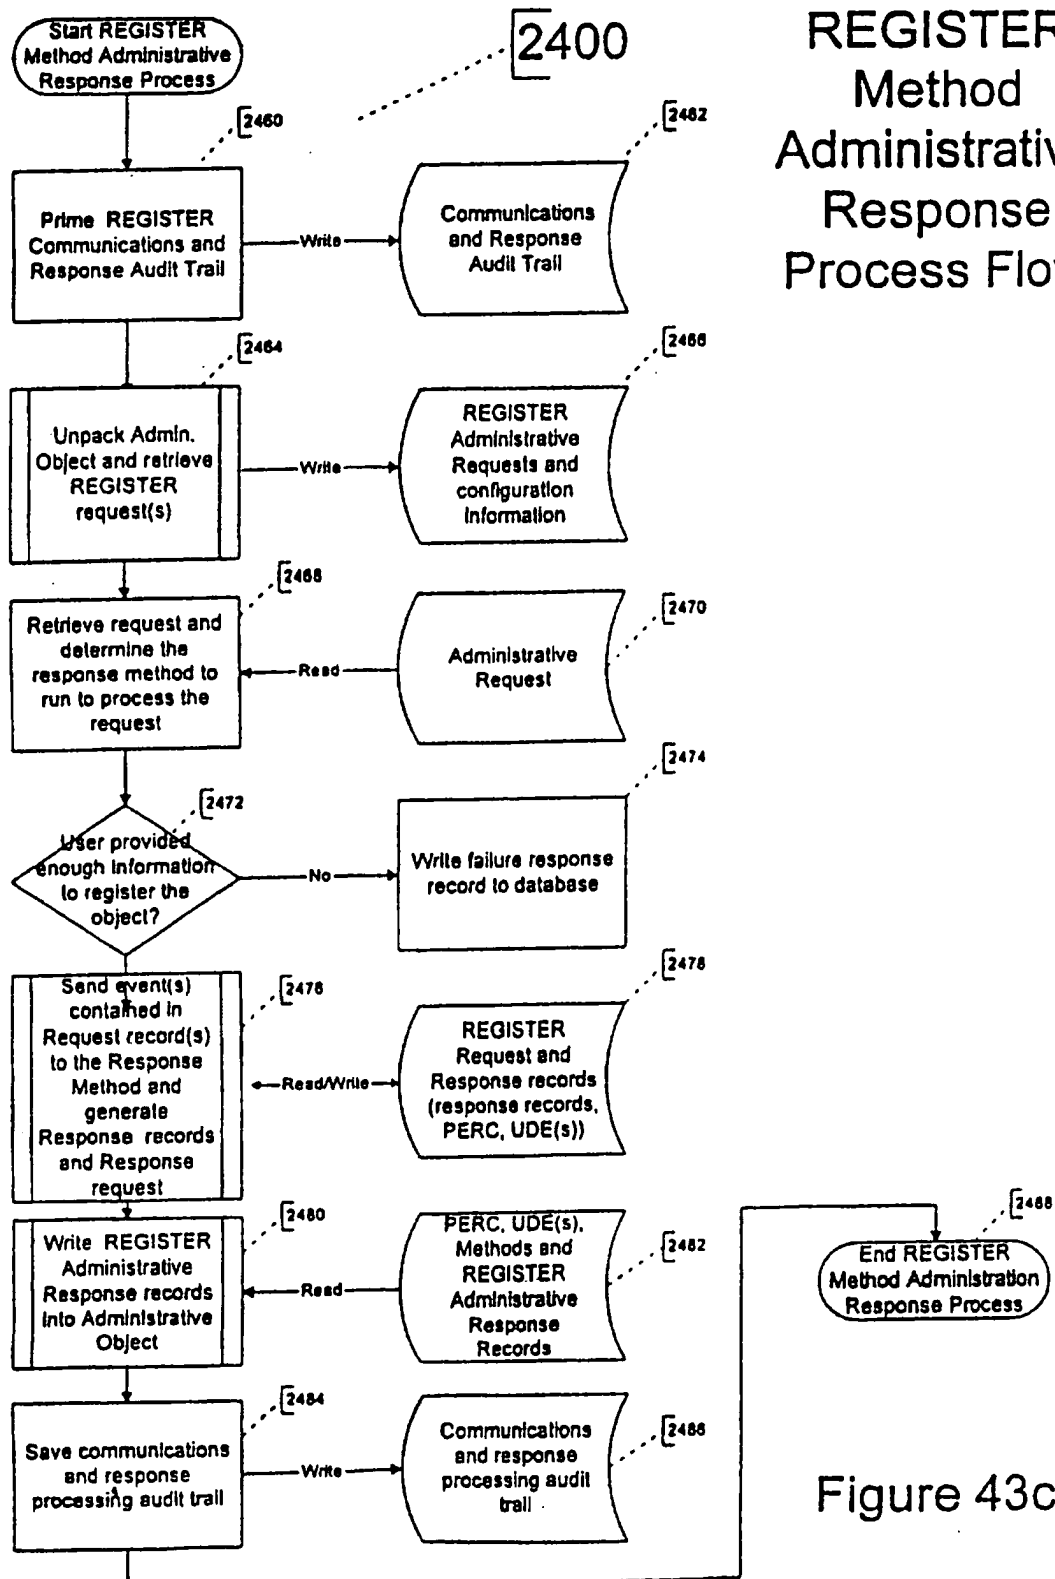 Start REGISTER
Method Administrative
Response Process
2400
REGISTER
Method
Administrativ
Response
Process Flo
2460
2462
Prime REGISTER
Communications and
Response Audit Trail
Write
Communications
and Response
Audit Trail
2464
2466
Unpack Admin.
Object and retrieve
REGISTER
request(s)
Write
REGISTER
Administrative
Requests and
configuration
Information
2468
2470
Retrieve request and
determine the
response method to
run to process the
request
Read
Administrative
Request
2472
2474
User provided
enough Information
to register the
object?
No
Write failure response
record to database
2476
2478
Send event(s)
contained in
Request record(s)
to the Response
Method and
generate
Response records
and Response
request
Read/Write
REGISTER
Request and
Response records
(response records,
PERC, UDE(s))
2480
2482
Write REGISTER
Administrative
Response records
Into Administrative
Object
Read
PERC, UDE(s),
Methods and
REGISTER
Administrative
Response
Records
2488
End REGISTER
Method Administration
Response Process
2484
2486
Save communications
and response
processing audit trail
Write
Communications
and response
processing audit
trail
Figure 43c